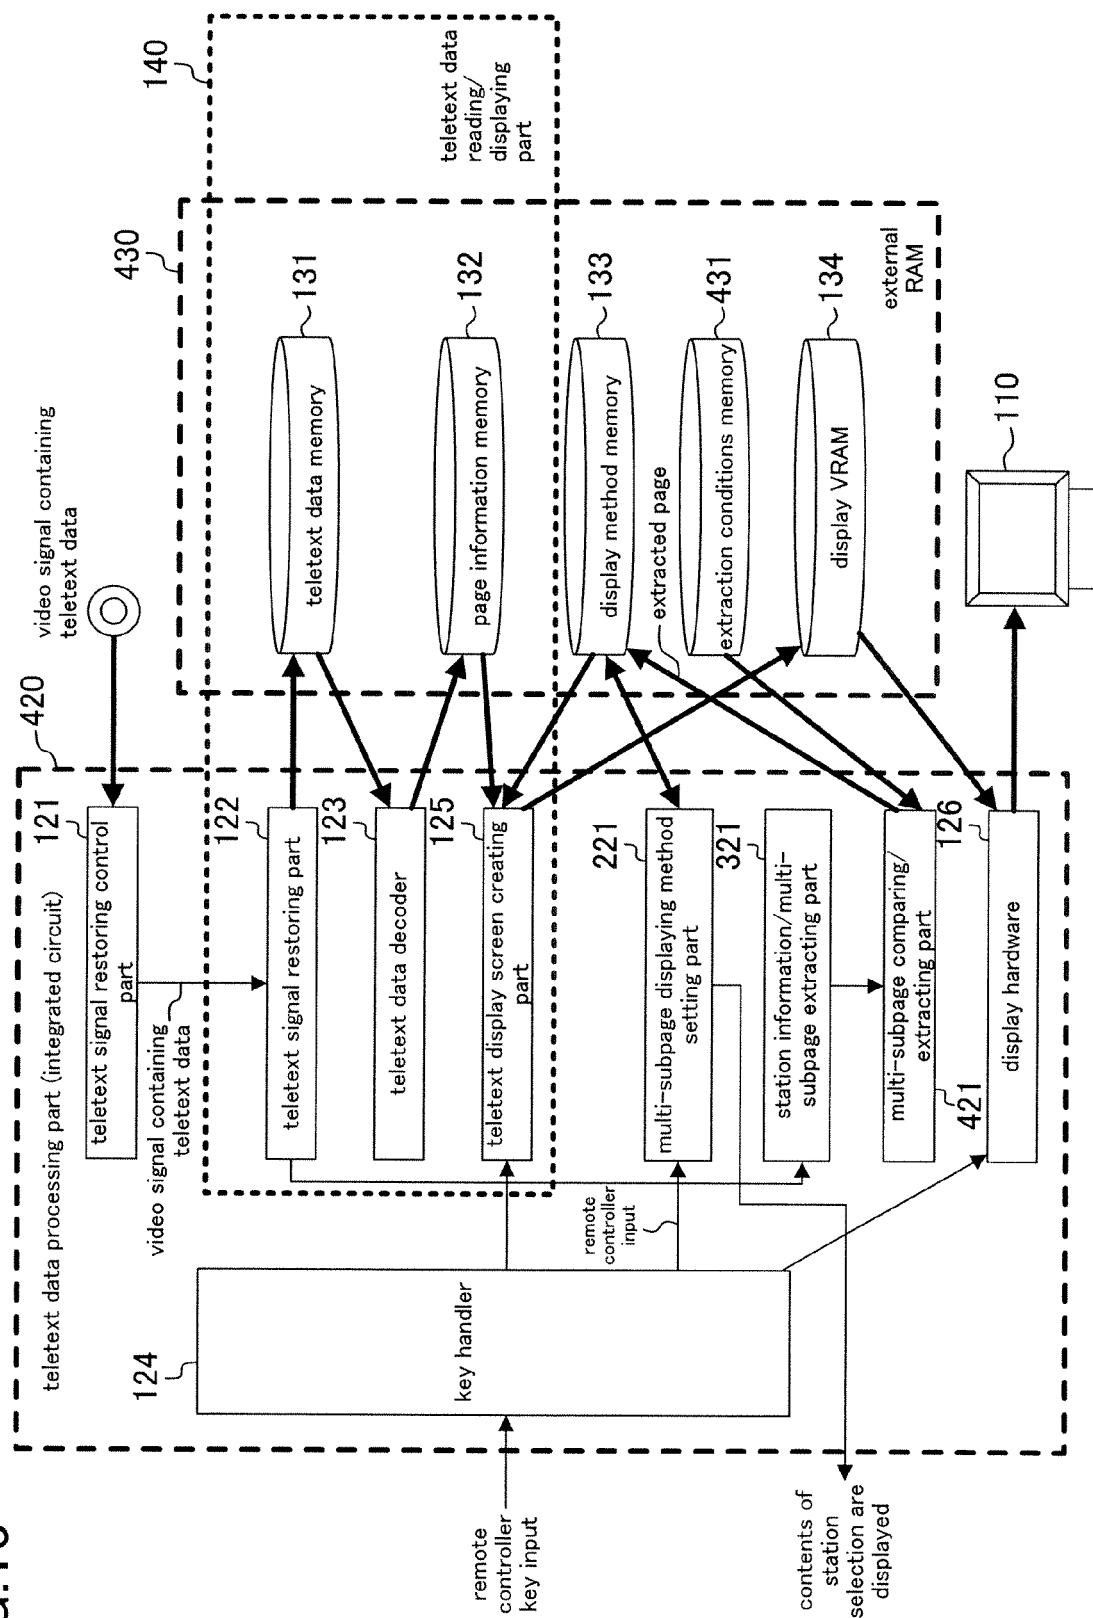 video signal containing
teletext data
420
430
140
teletext data processing part (integrated circuit)
121
teletext signal restoring control
part
video signal containing
teletext data
122
teletext signal restoring part
123
teletext data decoder
125
teletext display screen creating
part
131
teletext data memory
132
page information memory
teletext data
reading/
displaying
part
124
key handler
remote
controller
key input
remote
controller
input
221
multi-subpage displaying method
setting part
321
station information/multi-
subpage extracting part
multi-subpage comparing/
extracting part
421
126
display hardware
133
display method memory
extracted page
431
extraction conditions memory
134
display VRAM
external
RAM
110
contents of
station
selection are
displayed